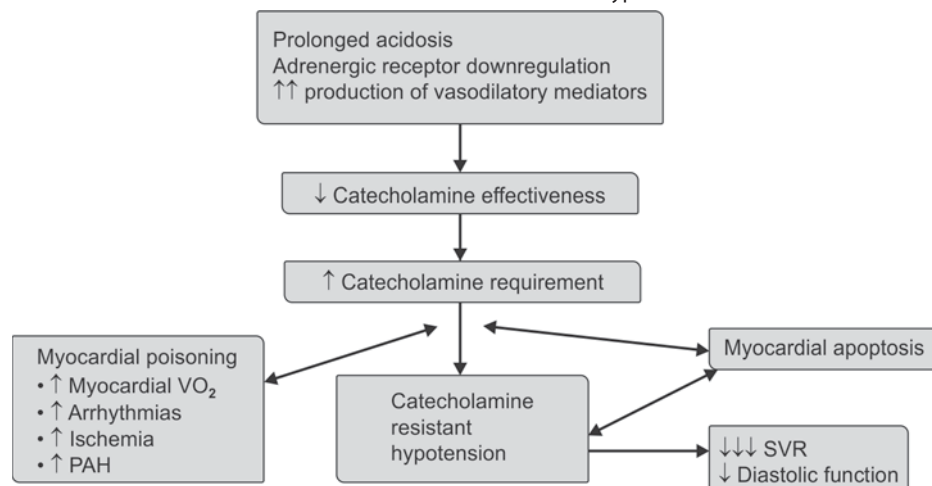 Prolonged acidosis
Adrenergic receptor downregulation
↑↑ production of vasodilatory mediators
↓ Catecholamine effectiveness
↑ Catecholamine requirement
Myocardial poisoning
• ↑ Myocardial VO₂
• ↑ Arrhythmias
• ↑ Ischemia
• ↑ PAH
Catecholamine
resistant
hypotension
Myocardial apoptosis
↓↓↓ SVR
↓ Diastolic function